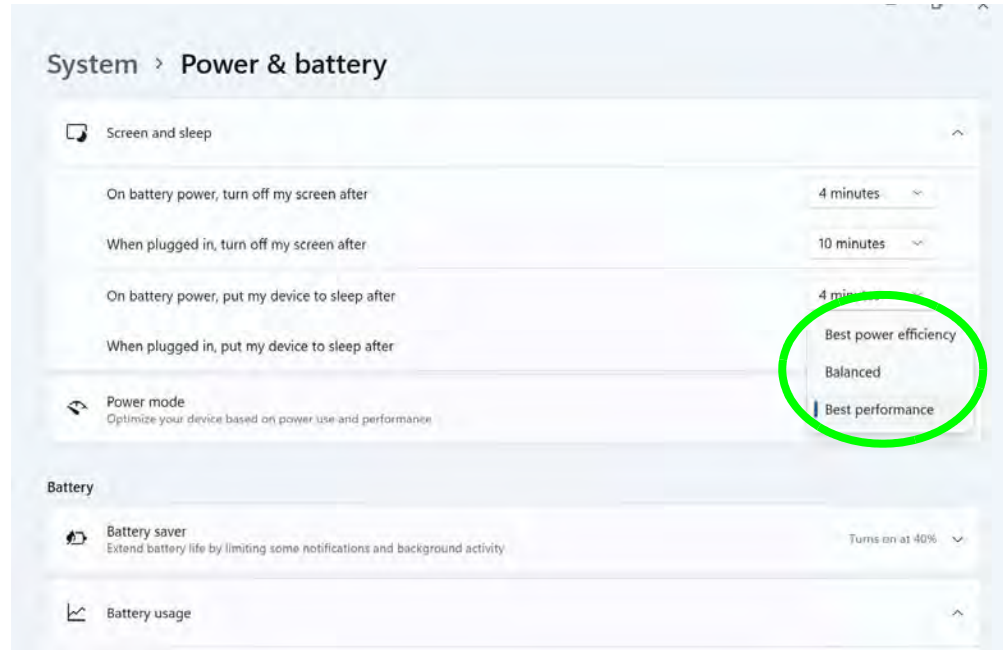 System > Power & battery
Screen and sleep
On battery power, turn off my screen after 4 minutes
When plugged in, turn off my screen after 10 minutes
On battery power, put my device to sleep after 4 minutes
When plugged in, put my device to sleep after
Best power efficiency
Balanced
Best performance
Power mode
Optimize your device based on power use and performance
Battery
Battery saver
Extend battery life by limiting some notifications and background activity
Turns on at 40%
Battery usage